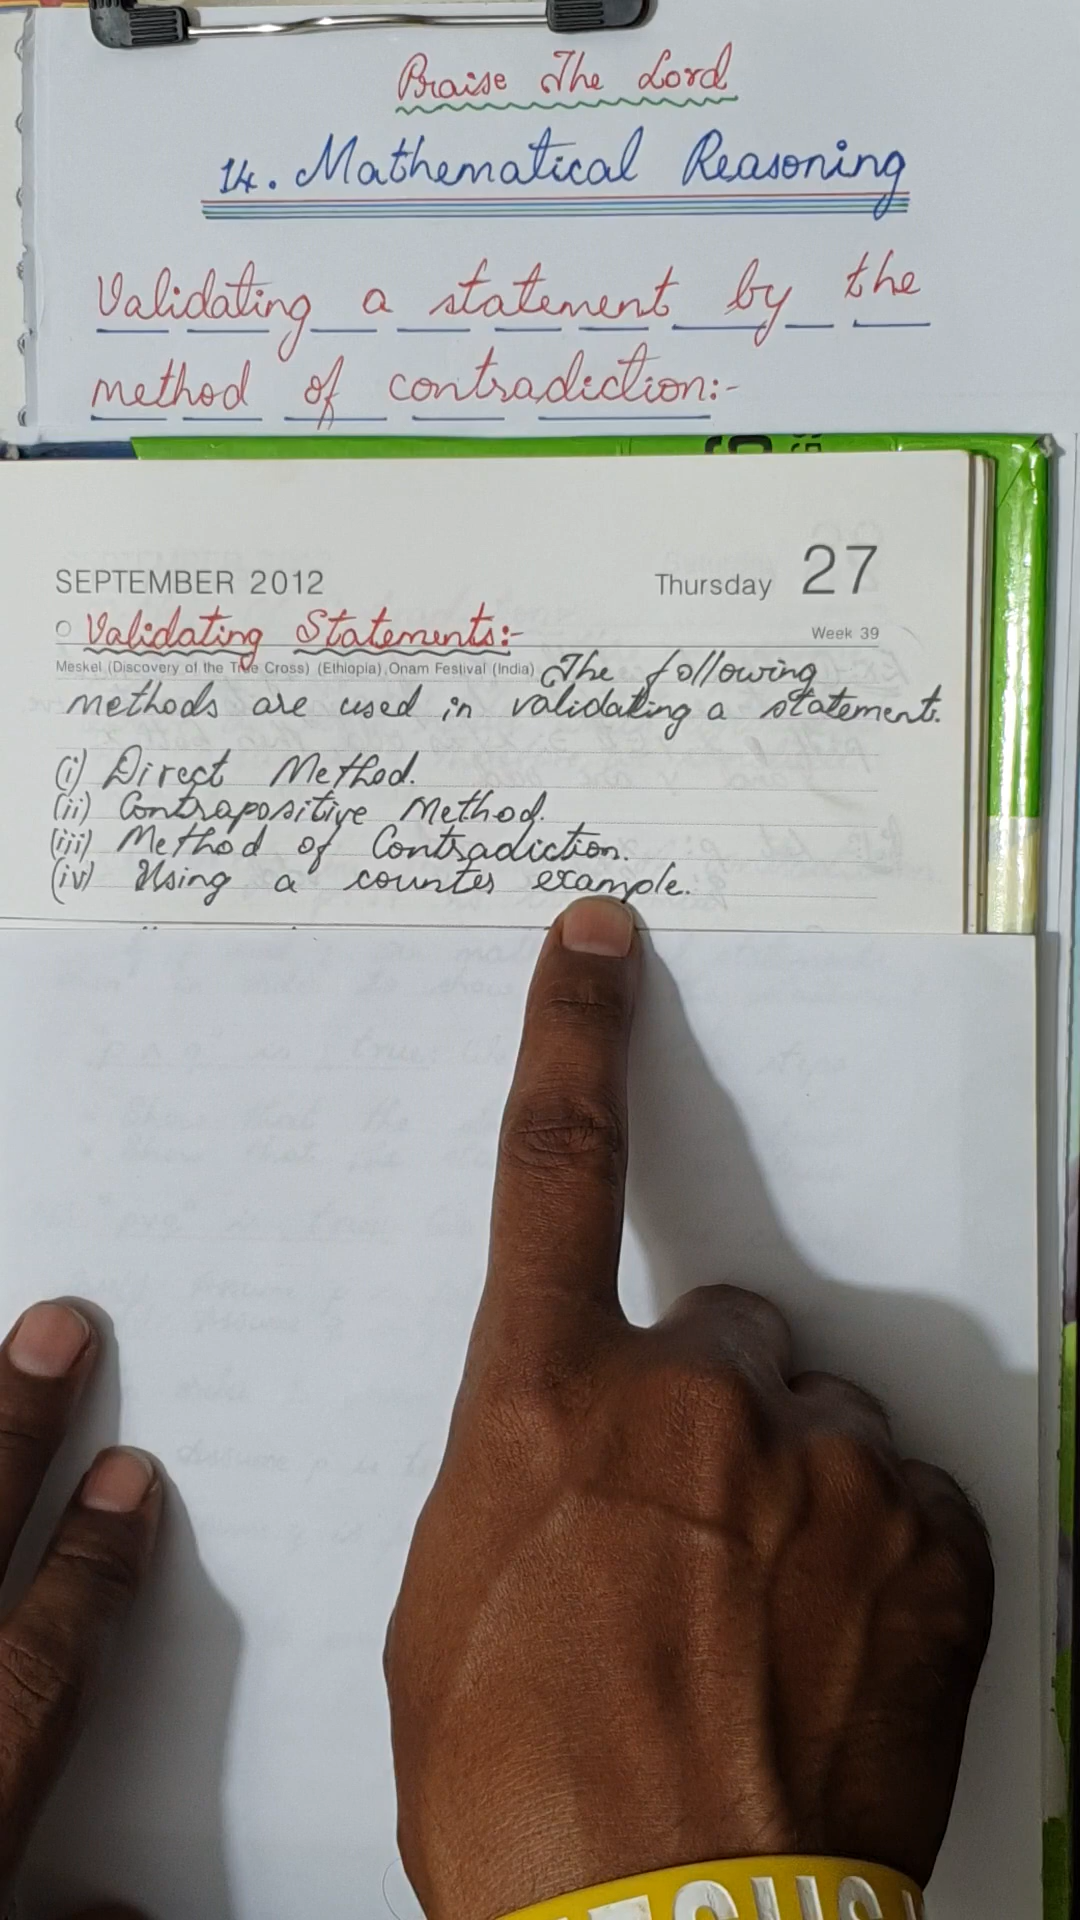 Praise The Lord
14. Mathematical Reasoning
Validating a statement by the
method of contradiction:-
SEPTEMBER 2012 Thursday 27
Validating Statements:- Week 39
Meskel (Discovery of the True Cross) (Ethiopia), Onam Festival (India) The following
methods are used in validating a statement.
(i) Direct Method.
(ii) Contrapositive Method.
(iii) Method of Contradiction.
(iv) Using a counter example.